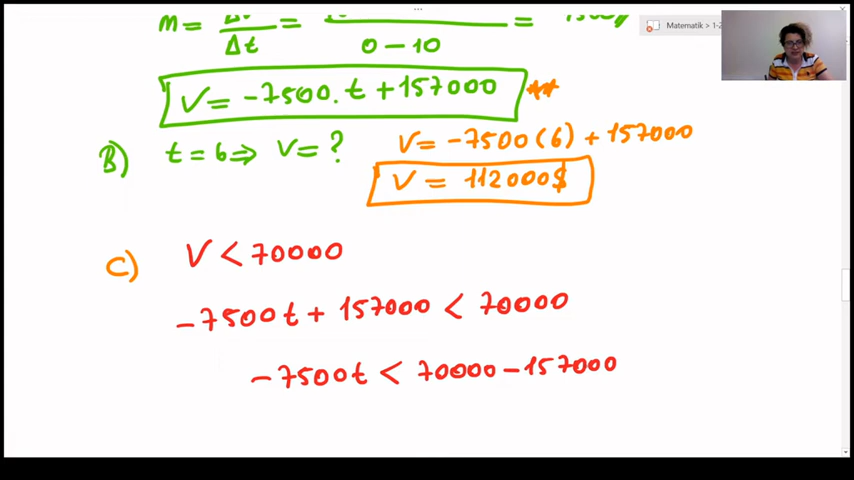 m = Δt = 0-10 =
V = -7500.t + 157000
B) t = 6 ⇒ V = ? V = -7500(6) + 157000
V = 112000$
C) V < 70000
-7500t + 157000 < 70000
-7500t < 70000 - 157000
Matematik > 1-2